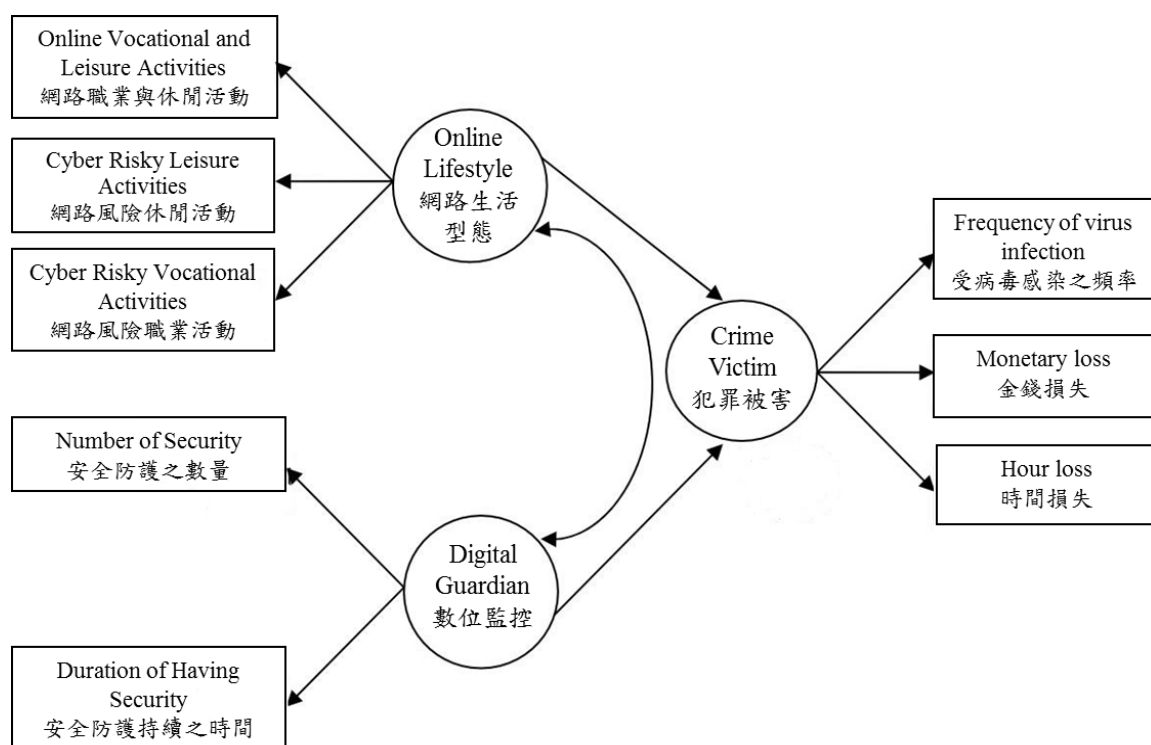 Online Vocational and
Leisure Activities
網路職業與休閒活動
Cyber Risky Leisure
Activities
網路風險休閒活動
Cyber Risky Vocational
Activities
網路風險職業活動
Number of Security
安全防護之數量
Duration of Having
Security
安全防護持續之時間
Online
Lifestyle
網路生活
型態
Digital
Guardian
數位監控
Crime
Victim
犯罪被害
Frequency of virus
infection
受病毒感染之頻率
Monetary loss
金錢損失
Hour loss
時間損失